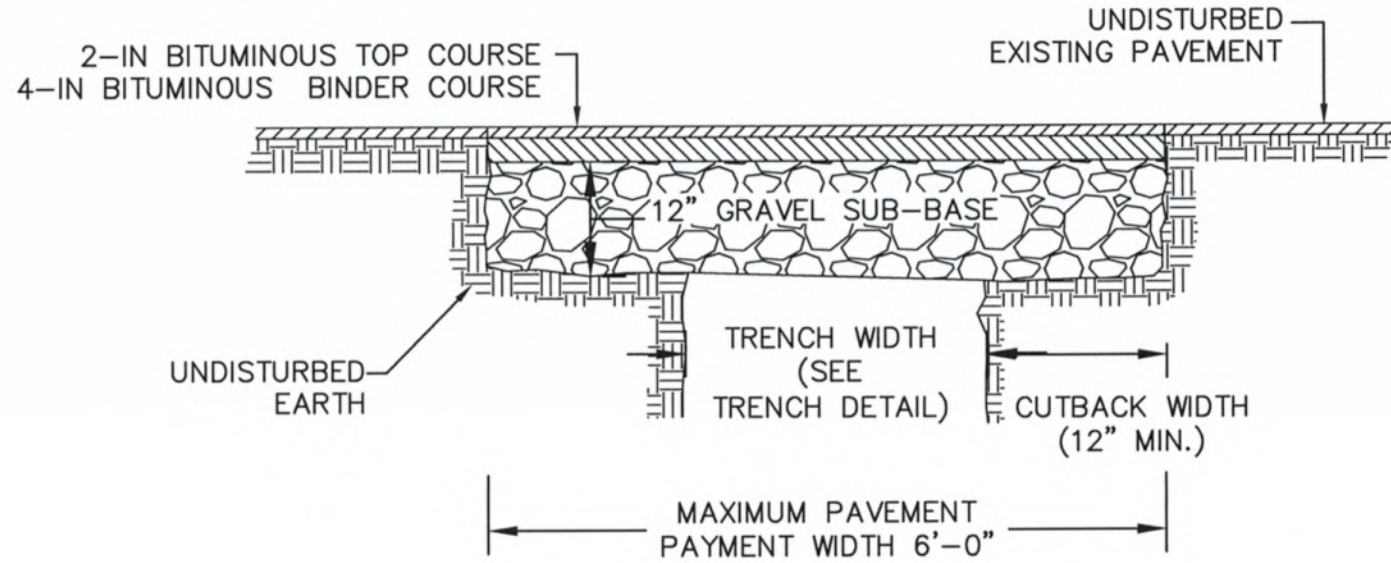 2-IN BITUMINOUS TOP COURSE
4-IN BITUMINOUS BINDER COURSE
UNDISTURBED
EXISTING PAVEMENT
12" GRAVEL SUB-BASE
UNDISTURBED
EARTH
TRENCH WIDTH
(SEE
TRENCH DETAIL)
CUTBACK WIDTH
(12" MIN.)
MAXIMUM PAVEMENT
PAYMENT WIDTH 6'-0"